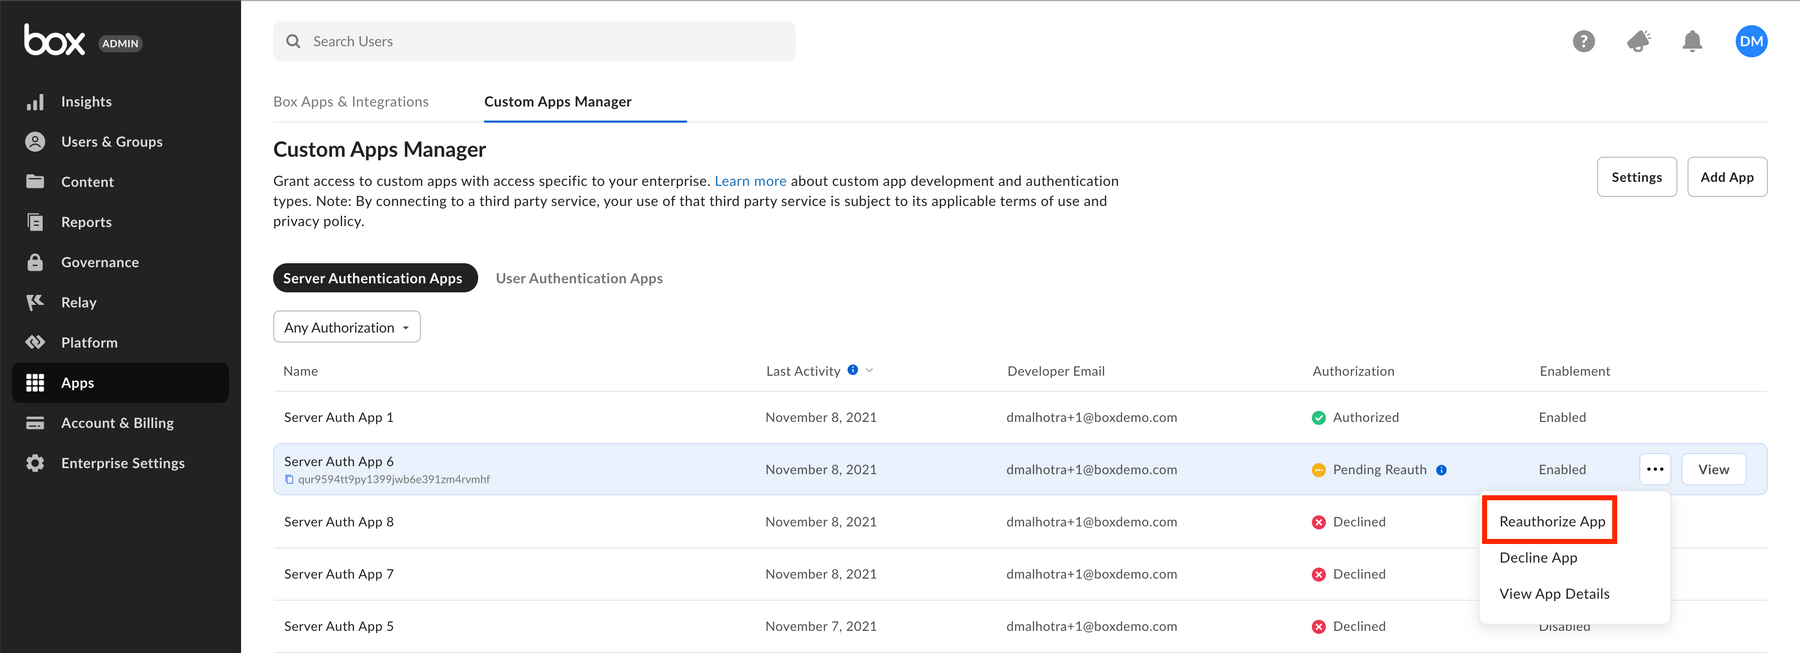 box ADMIN
Search Users
?
DM
Insights
Users & Groups
Content
Reports
Governance
Relay
Platform
Apps
Account & Billing
Enterprise Settings
Box Apps & Integrations
Custom Apps Manager
Custom Apps Manager
Grant access to custom apps with access specific to your enterprise. Learn more about custom app development and authentication
types. Note: By connecting to a third party service, your use of that third party service is subject to its applicable terms of use and
privacy policy.
Settings
Add App
Server Authentication Apps
User Authentication Apps
Any Authorization
Name Last Activity Developer Email Authorization Enablement
Server Auth App 1 November 8, 2021 dmalhotra+1@boxdemo.com Authorized Enabled
Server Auth App 6 November 8, 2021 dmalhotra+1@boxdemo.com Pending Reauth Enabled ••• View
qur9594tt9py1399jwb6e391zm4rvmhf
Server Auth App 8 November 8, 2021 dmalhotra+1@boxdemo.com Declined
Server Auth App 7 November 8, 2021 dmalhotra+1@boxdemo.com Declined
Server Auth App 5 November 7, 2021 dmalhotra+1@boxdemo.com Declined Disabled
Reauthorize App
Decline App
View App Details